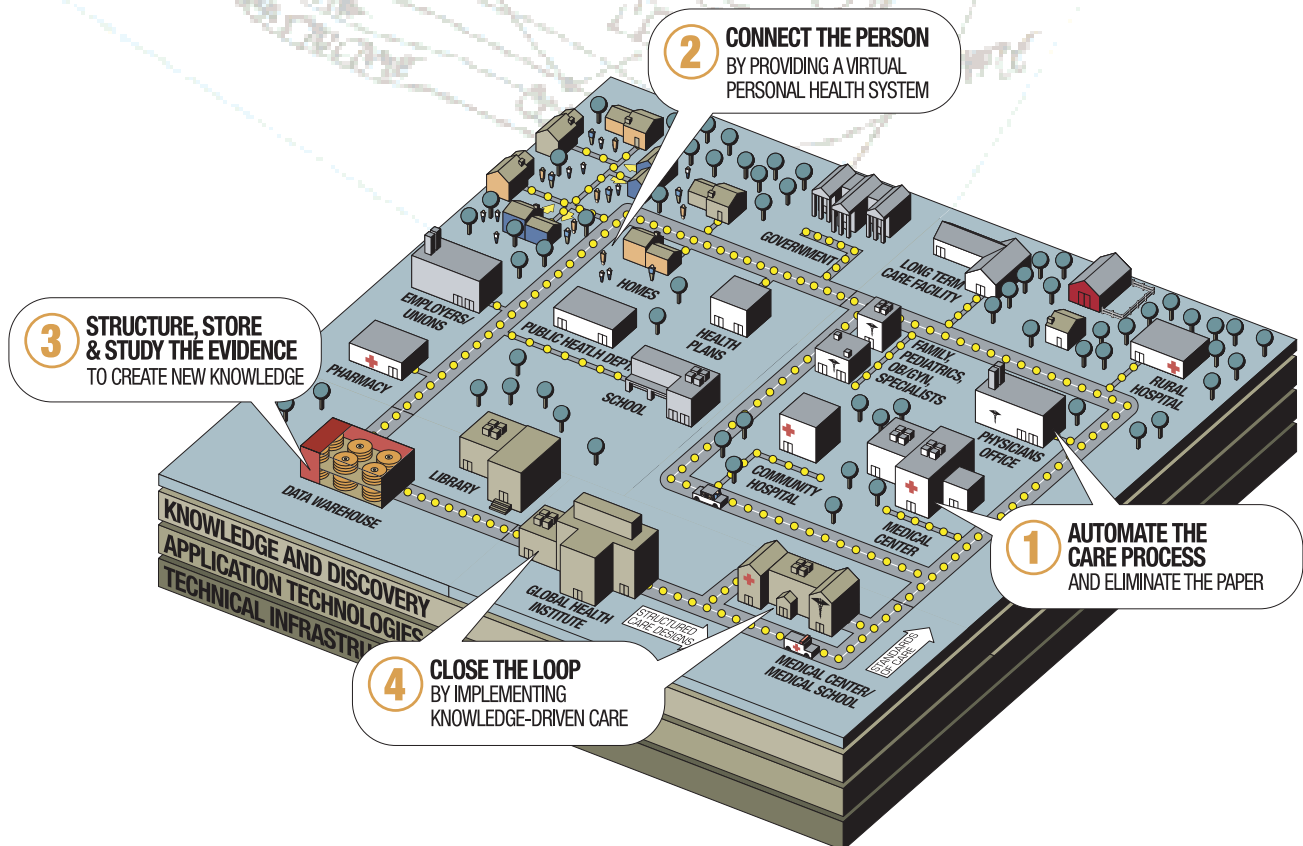 2
CONNECT THE PERSON
BY PROVIDING A VIRTUAL
PERSONAL HEALTH SYSTEM
GOVERNMENT
LONG TERM
CARE FACILITY
HOMES
EMPLOYERS/
UNIONS
PUBLIC HEATLH DEPT.
HEALTH
PLANS
FAMILY,
PEDIATRICS,
OB/GYN,
SPECIALISTS
RURAL
HOSPITAL
3
STRUCTURE, STORE
& STUDY THE EVIDENCE
TO CREATE NEW KNOWLEDGE
PHARMACY
SCHOOL
PHYSICIANS
OFFICE
LIBRARY
COMMUNITY
HOSPITAL
DATA WAREHOUSE
MEDICAL
CENTER
1
AUTOMATE THE
CARE PROCESS
AND ELIMINATE THE PAPER
KNOWLEDGE AND DISCOVERY
APPLICATION TECHNOLOGIES
TECHNICAL INFRASTRU
GLOBAL HEALTH
INSTITUTE
STRUCTURED
CARE DESIGNS
STANDARDS
OF CARE
MEDICAL CENTER/
MEDICAL SCHOOL
4
CLOSE THE LOOP
BY IMPLEMENTING
KNOWLEDGE-DRIVEN CARE